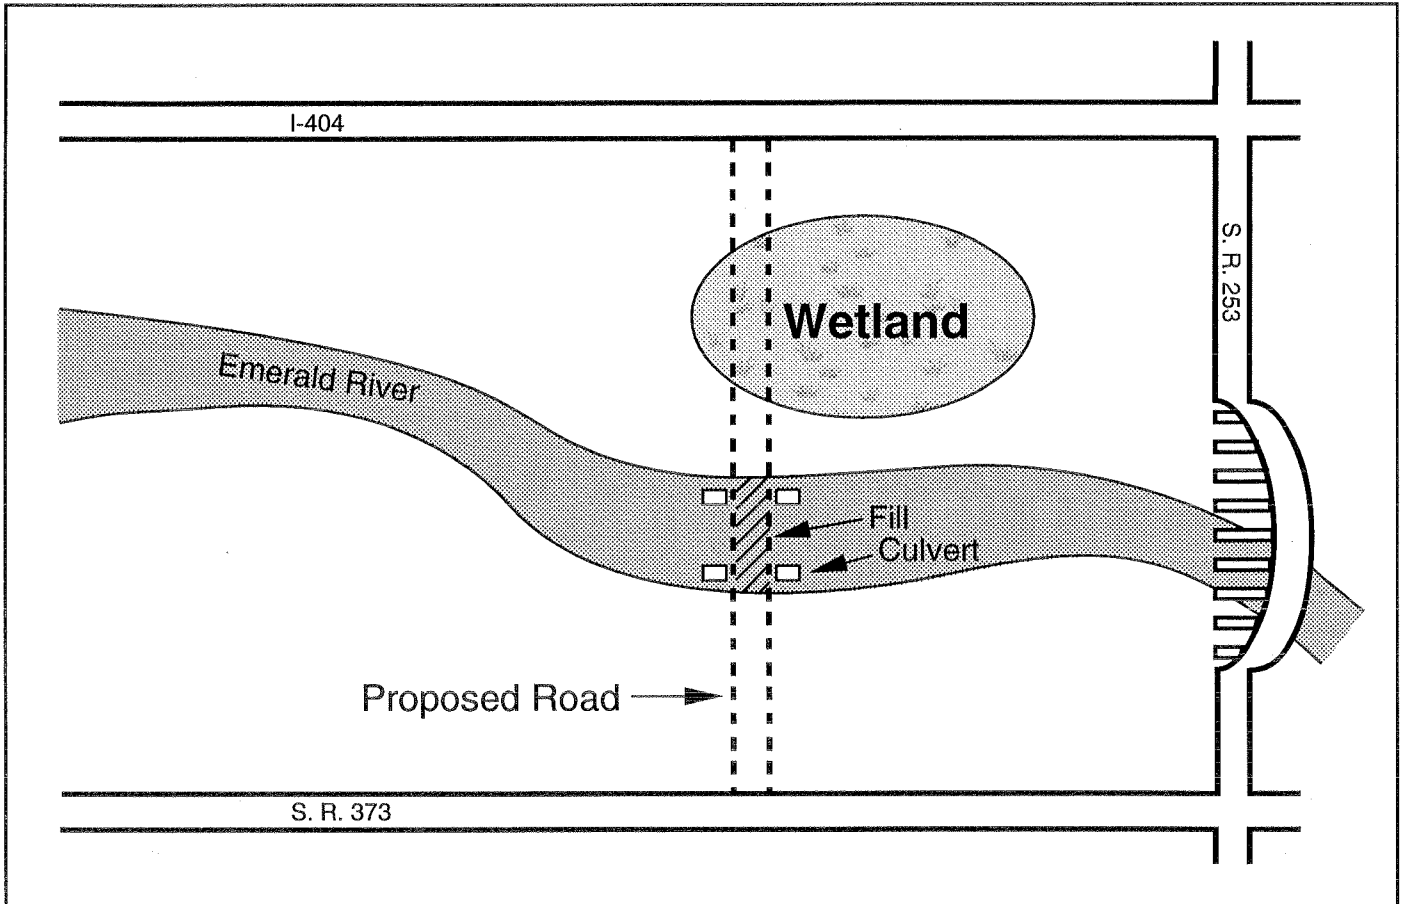 I-404
S. R. 253
Wetland
Emerald River
Fill
Culvert
Proposed Road
S. R. 373